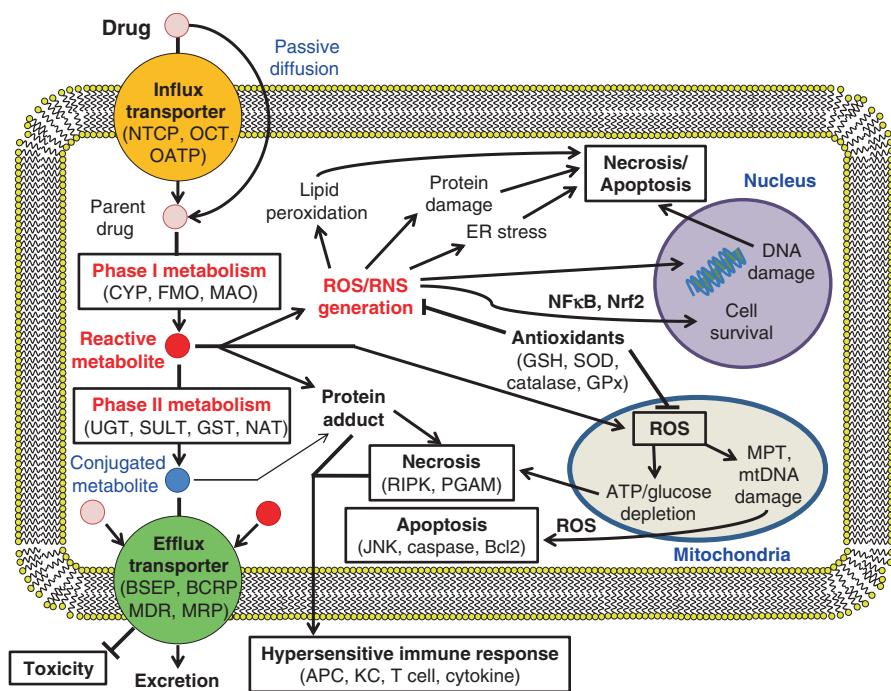 Drug
Passive
diffusion
Influx
transporter
(NTCP, OCT,
OATP)
Parent
drug
Phase I metabolism
(CYP, FMO, MAO)
Reactive
metabolite
Phase II metabolism
(UGT, SULT, GST, NAT)
Conjugated
metabolite
Efflux
transporter
(BSEP, BCRP
MDR, MRP)
Toxicity
Excretion
Lipid
peroxidation
Protein
damage
ER stress
Necrosis/
Apoptosis
ROS/RNS
generation
Nucleus
DNA
damage
NFκB, Nrf2
Cell
survival
Antioxidants
(GSH, SOD,
catalase, GPx)
Protein
adduct
Necrosis
(RIPK, PGAM)
Apoptosis
(JNK, caspase, Bcl2)
ROS
ROS
MPT,
mtDNA
damage
ATP/glucose
depletion
Mitochondria
Hypersensitive immune response
(APC, KC, T cell, cytokine)